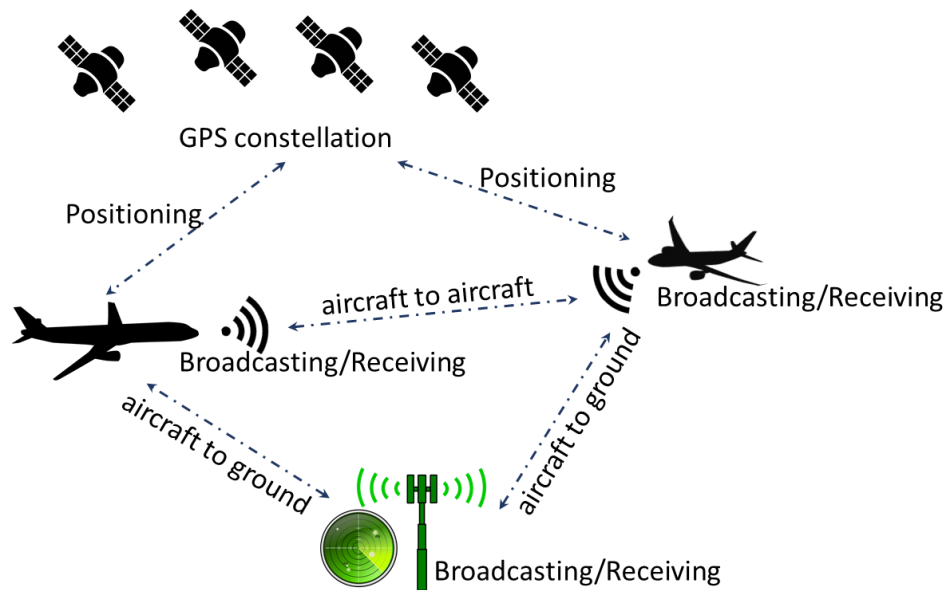 GPS constellation
Positioning
Positioning
aircraft to aircraft
Broadcasting/Receiving
Broadcasting/Receiving
aircraft to ground
aircraft to ground
Broadcasting/Receiving